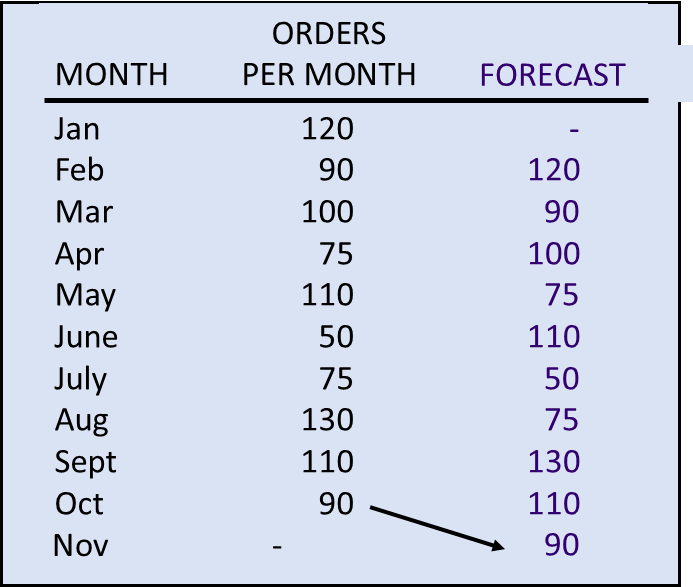 ORDERS
MONTH PER MONTH FORECAST
Jan 120 -
Feb 90 120
Mar 100 90
Apr 75 100
May 110 75
June 50 110
July 75 50
Aug 130 75
Sept 110 130
Oct 90 110
Nov - 90